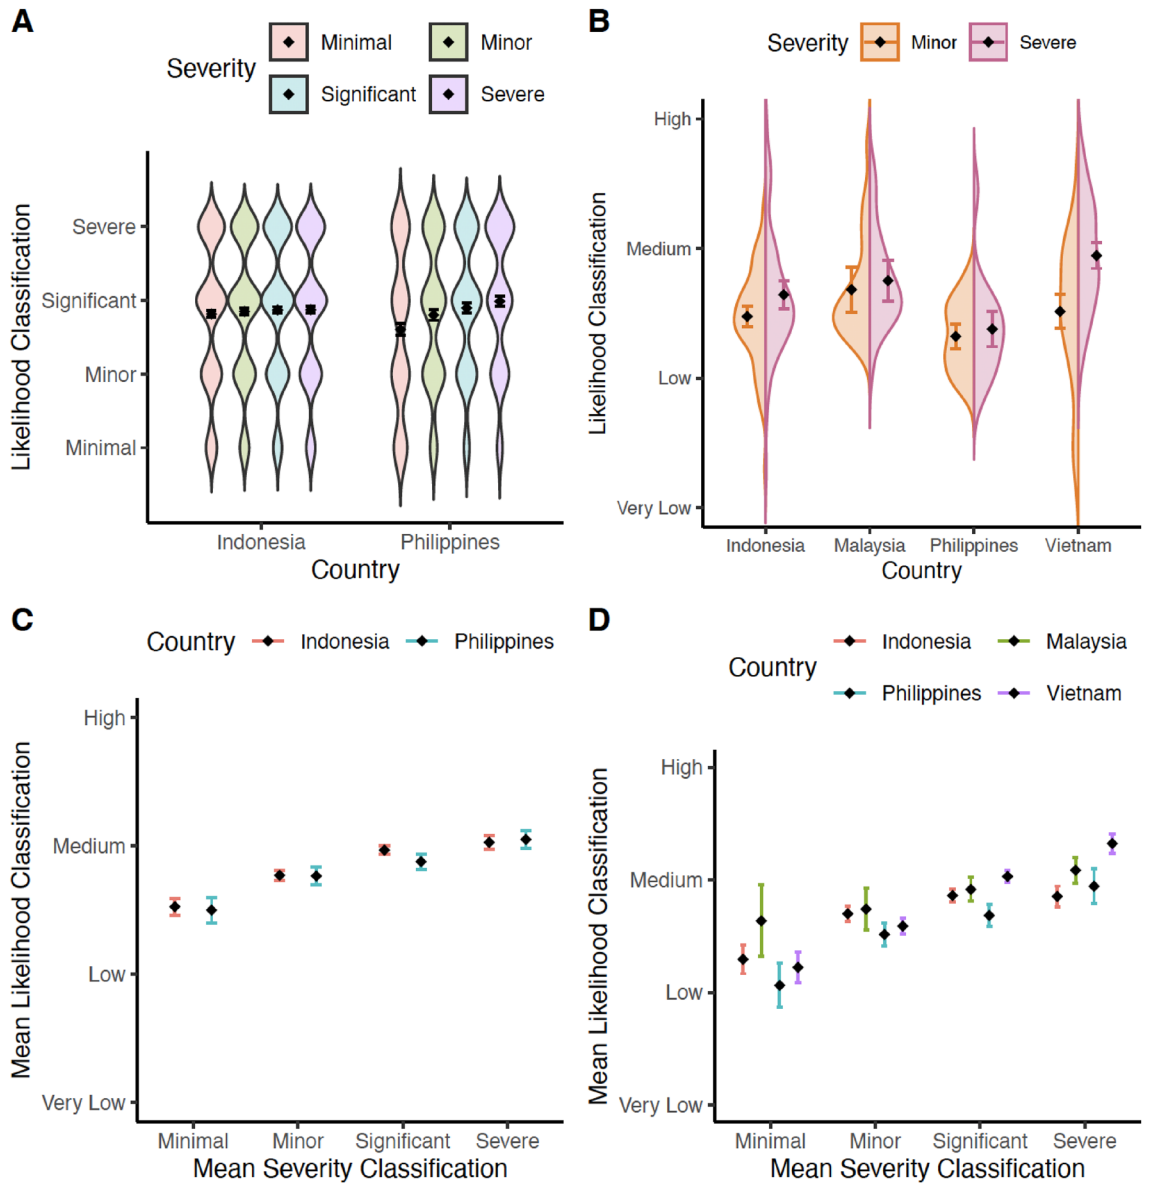 A
Severity
Minimal
Minor
Significant
Severe
Likelihood Classification
Severe
Significant
Minor
Minimal
Indonesia
Philippines
Country
B
Severity
Minor
Severe
Likelihood Classification
High
Medium
Low
Very Low
Indonesia
Malaysia
Philippines
Vietnam
Country
C
Country
Indonesia
Philippines
Mean Likelihood Classification
High
Medium
Low
Very Low
Minimal
Minor
Significant
Severe
Mean Severity Classification
D
Country
Indonesia
Malaysia
Philippines
Vietnam
Mean Likelihood Classification
High
Medium
Low
Very Low
Minimal
Minor
Significant
Severe
Mean Severity Classification